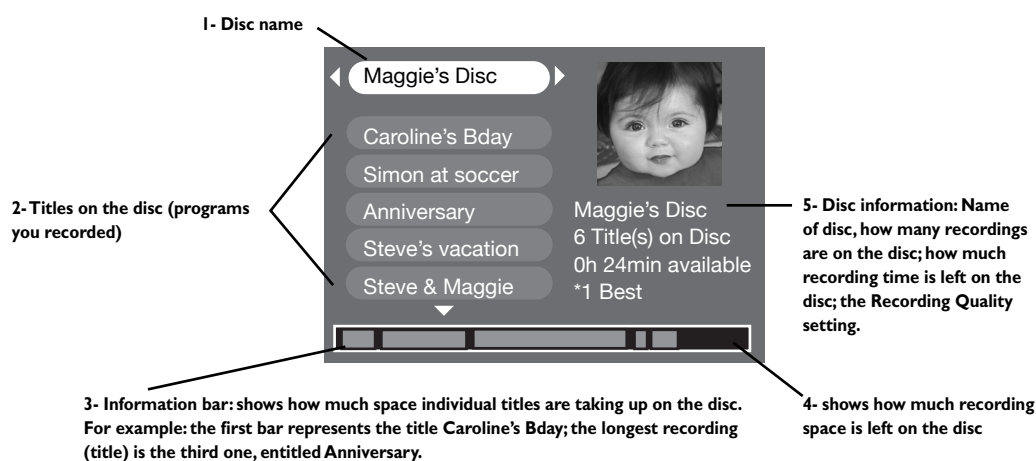 1- Disc name
Maggie's Disc
Caroline's Bday
Simon at soccer
Anniversary
Steve's vacation
Steve & Maggie
2- Titles on the disc (programs
you recorded)
Maggie's Disc
6 Title(s) on Disc
0h 24min available
*1 Best
5- Disc information: Name
of disc, how many recordings
are on the disc; how much
recording time is left on the
disc; the Recording Quality
setting.
3- Information bar: shows how much space individual titles are taking up on the disc.
For example: the first bar represents the title Caroline's Bday; the longest recording
(title) is the third one, entitled Anniversary.
4- shows how much recording
space is left on the disc